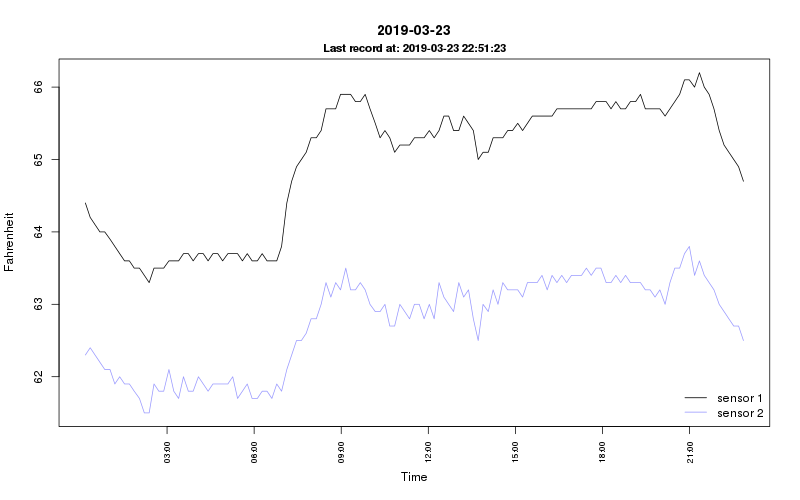 2019-03-23
Last record at: 2019-03-23 22:51:23
Fahrenheit
66
65
64
63
62
sensor 1
sensor 2
03:00 06:00 09:00 12:00 15:00 18:00 21:00
Time